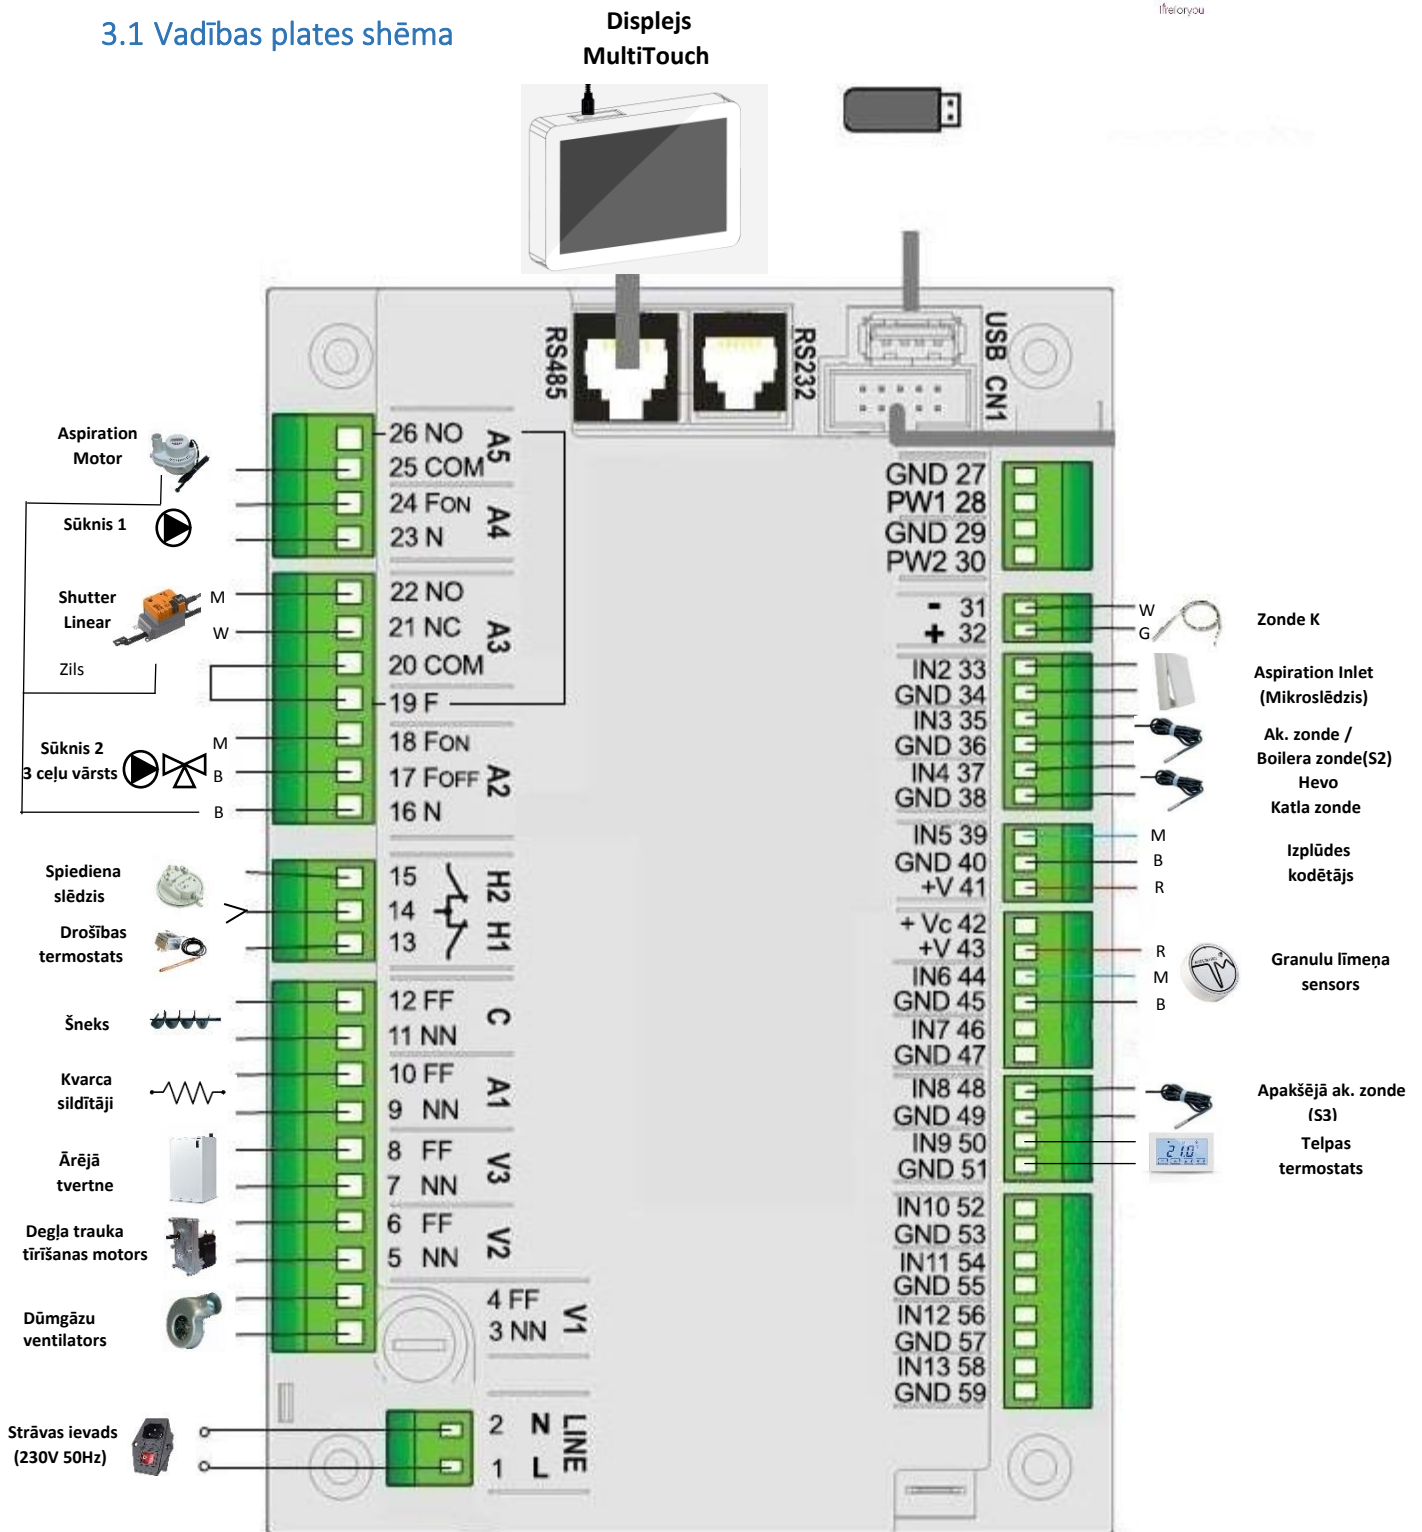 lifeforyou
3.1 Vadības plates shēma
Displejs
MultiTouch
RS485
RS232
USB CN1
Aspiration
Motor
Sūknis 1
Shutter
Linear
M
W
Zils
Sūknis 2
3 ceļu vārsts
M
B
B
Spiediena
slēdzis
Drošības
termostats
Šneks
Kvarca
sildītāji
Ārējā
tvertne
Degļa trauka
tīrīšanas motors
Dūmgāzu
ventilators
Strāvas ievads
(230V 50Hz)
26 NO
25 COM
A5
24 FON
23 N
A4
22 NO
21 NC
20 COM
A3
19 F
18 FON
17 FOFF
16 N
A2
15
14
13
H2 H1
12 FF
11 NN
C
10 FF
9 NN
A1
8 FF
7 NN
V3
6 FF
5 NN
V2
4 FF
3 NN
V1
2 N
1 L
LINE
GND 27
PW1 28
GND 29
PW2 30
- 31
+ 32
IN2 33
GND 34
IN3 35
GND 36
IN4 37
GND 38
IN5 39
GND 40
+V 41
+ Vc 42
+V 43
IN6 44
GND 45
IN7 46
GND 47
IN8 48
GND 49
IN9 50
GND 51
IN10 52
GND 53
IN11 54
GND 55
IN12 56
GND 57
IN13 58
GND 59
W
G
Zonde K
Aspiration Inlet
(Mikroslēdzis)
Ak. zonde /
Boilera zonde(S2)
Hevo
Katla zonde
M
B
R
Izplūdes
kodētājs
R
M
B
Granulu līmeņa
sensors
Apakšējā ak. zonde
(S3)
Telpas
termostats
21.0°